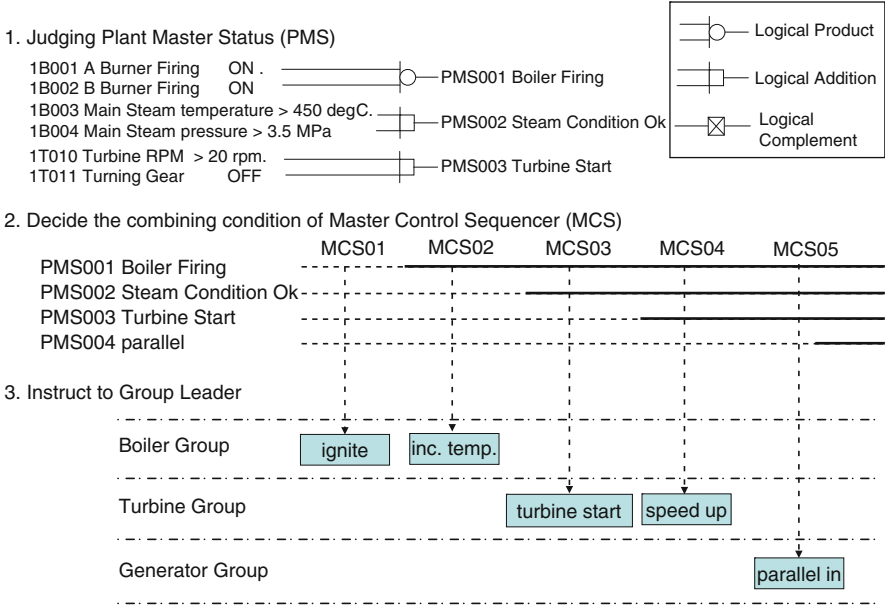 1. Judging Plant Master Status (PMS)
1B001 A Burner Firing ON .
1B002 B Burner Firing ON
PMS001 Boiler Firing
1B003 Main Steam temperature > 450 degC.
1B004 Main Steam pressure > 3.5 MPa
PMS002 Steam Condition Ok
1T010 Turbine RPM > 20 rpm.
1T011 Turning Gear OFF
PMS003 Turbine Start
Logical Product
Logical Addition
Logical
Complement
2. Decide the combining condition of Master Control Sequencer (MCS)
MCS01 MCS02 MCS03 MCS04 MCS05
PMS001 Boiler Firing
PMS002 Steam Condition Ok
PMS003 Turbine Start
PMS004 parallel
3. Instruct to Group Leader
Boiler Group ignite inc. temp.
Turbine Group turbine start speed up
Generator Group parallel in